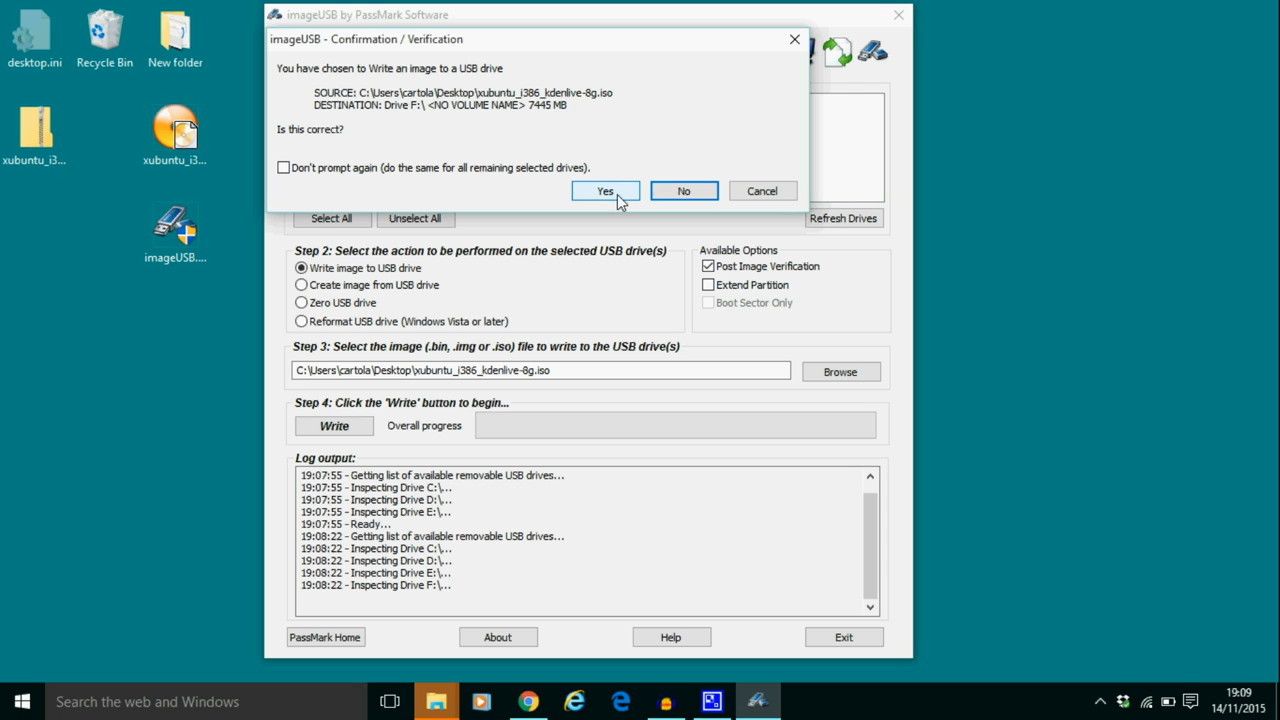 imageUSB by PassMark Software
imageUSB - Confirmation / Verification
You have chosen to Write an image to a USB drive
SOURCE: C:\Users\cartola\Desktop\xubuntu_i386_kdenlive-8g.iso
DESTINATION: Drive F:\ <NO VOLUME NAME> 7445 MB
Is this correct?
Don't prompt again (do the same for all remaining selected drives).
Yes No Cancel
Select All Unselect All Refresh Drives
Step 2: Select the action to be performed on the selected USB drive(s)
Write image to USB drive
Create image from USB drive
Zero USB drive
Reformat USB drive (Windows Vista or later)
Available Options
Post Image Verification
Extend Partition
Boot Sector Only
Step 3: Select the image (.bin, .img or .iso) file to write to the USB drive(s)
C:\Users\cartola\Desktop\xubuntu_i386_kdenlive-8g.iso
Browse
Step 4: Click the 'Write' button to begin...
Write Overall progress
Log output:
19:07:55 - Getting list of available removable USB drives...
19:07:55 - Inspecting Drive C:\...
19:07:55 - Inspecting Drive D:\...
19:07:55 - Inspecting Drive E:\...
19:07:55 - Ready...
19:08:22 - Getting list of available removable USB drives...
19:08:22 - Inspecting Drive C:\...
19:08:22 - Inspecting Drive D:\...
19:08:22 - Inspecting Drive E:\...
19:08:22 - Inspecting Drive F:\...
PassMark Home About Help Exit
desktop.ini Recycle Bin New folder
xubuntu_i3... xubuntu_i3...
imageUSB....
Search the web and Windows
19:09
14/11/2015